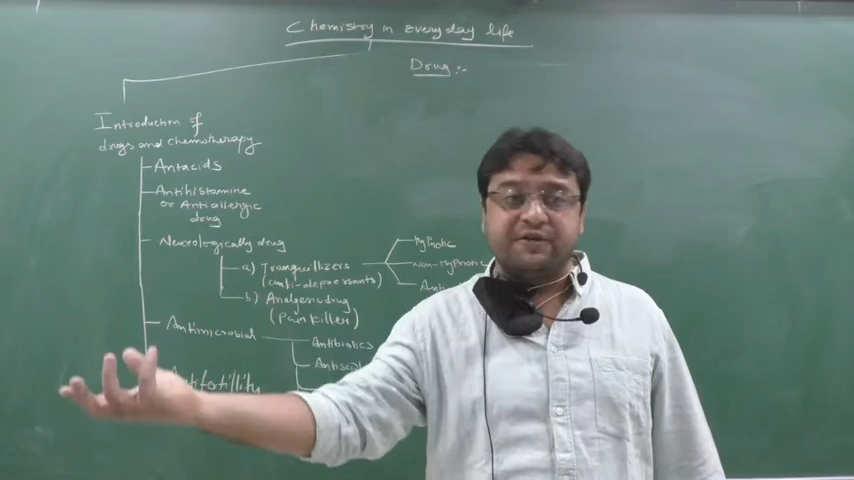 Chemistry in everyday life
Drug :-
Introduction of
drugs and chemotherapy
Antacids
Antihistamine
or Antiallergic
drug
Neurologically drug
a) Tranquilizers
(anti-depressants)
Hypnotic
non-Hypnotic
b) Analgesic drug
(Pain killer)
Antimicrobial
Antibiotics